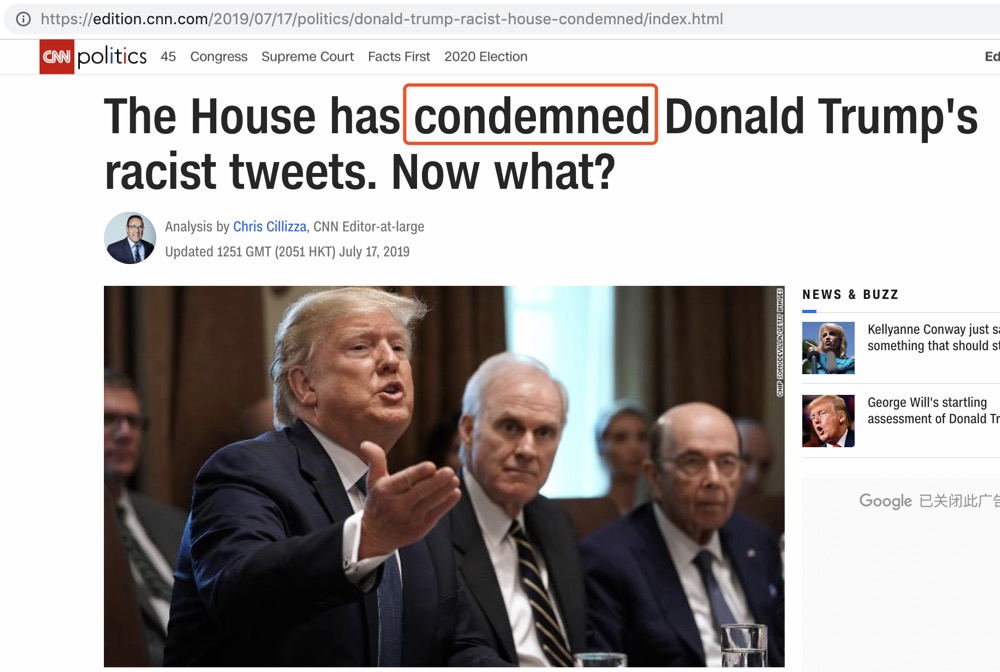 https://edition.cnn.com/2019/07/17/politics/donald-trump-racist-house-condemned/index.html
CNN politics 45 Congress Supreme Court Facts First 2020 Election Ed
The House has condemned Donald Trump's
racist tweets. Now what?
Analysis by Chris Cillizza, CNN Editor-at-large
Updated 1251 GMT (2051 HKT) July 17, 2019
CHIP SOMODEVILLA/GETTY IMAGES
NEWS & BUZZ
Kellyanne Conway just sa
something that should st
George Will's startling
assessment of Donald Tr
Google 已关闭此广告